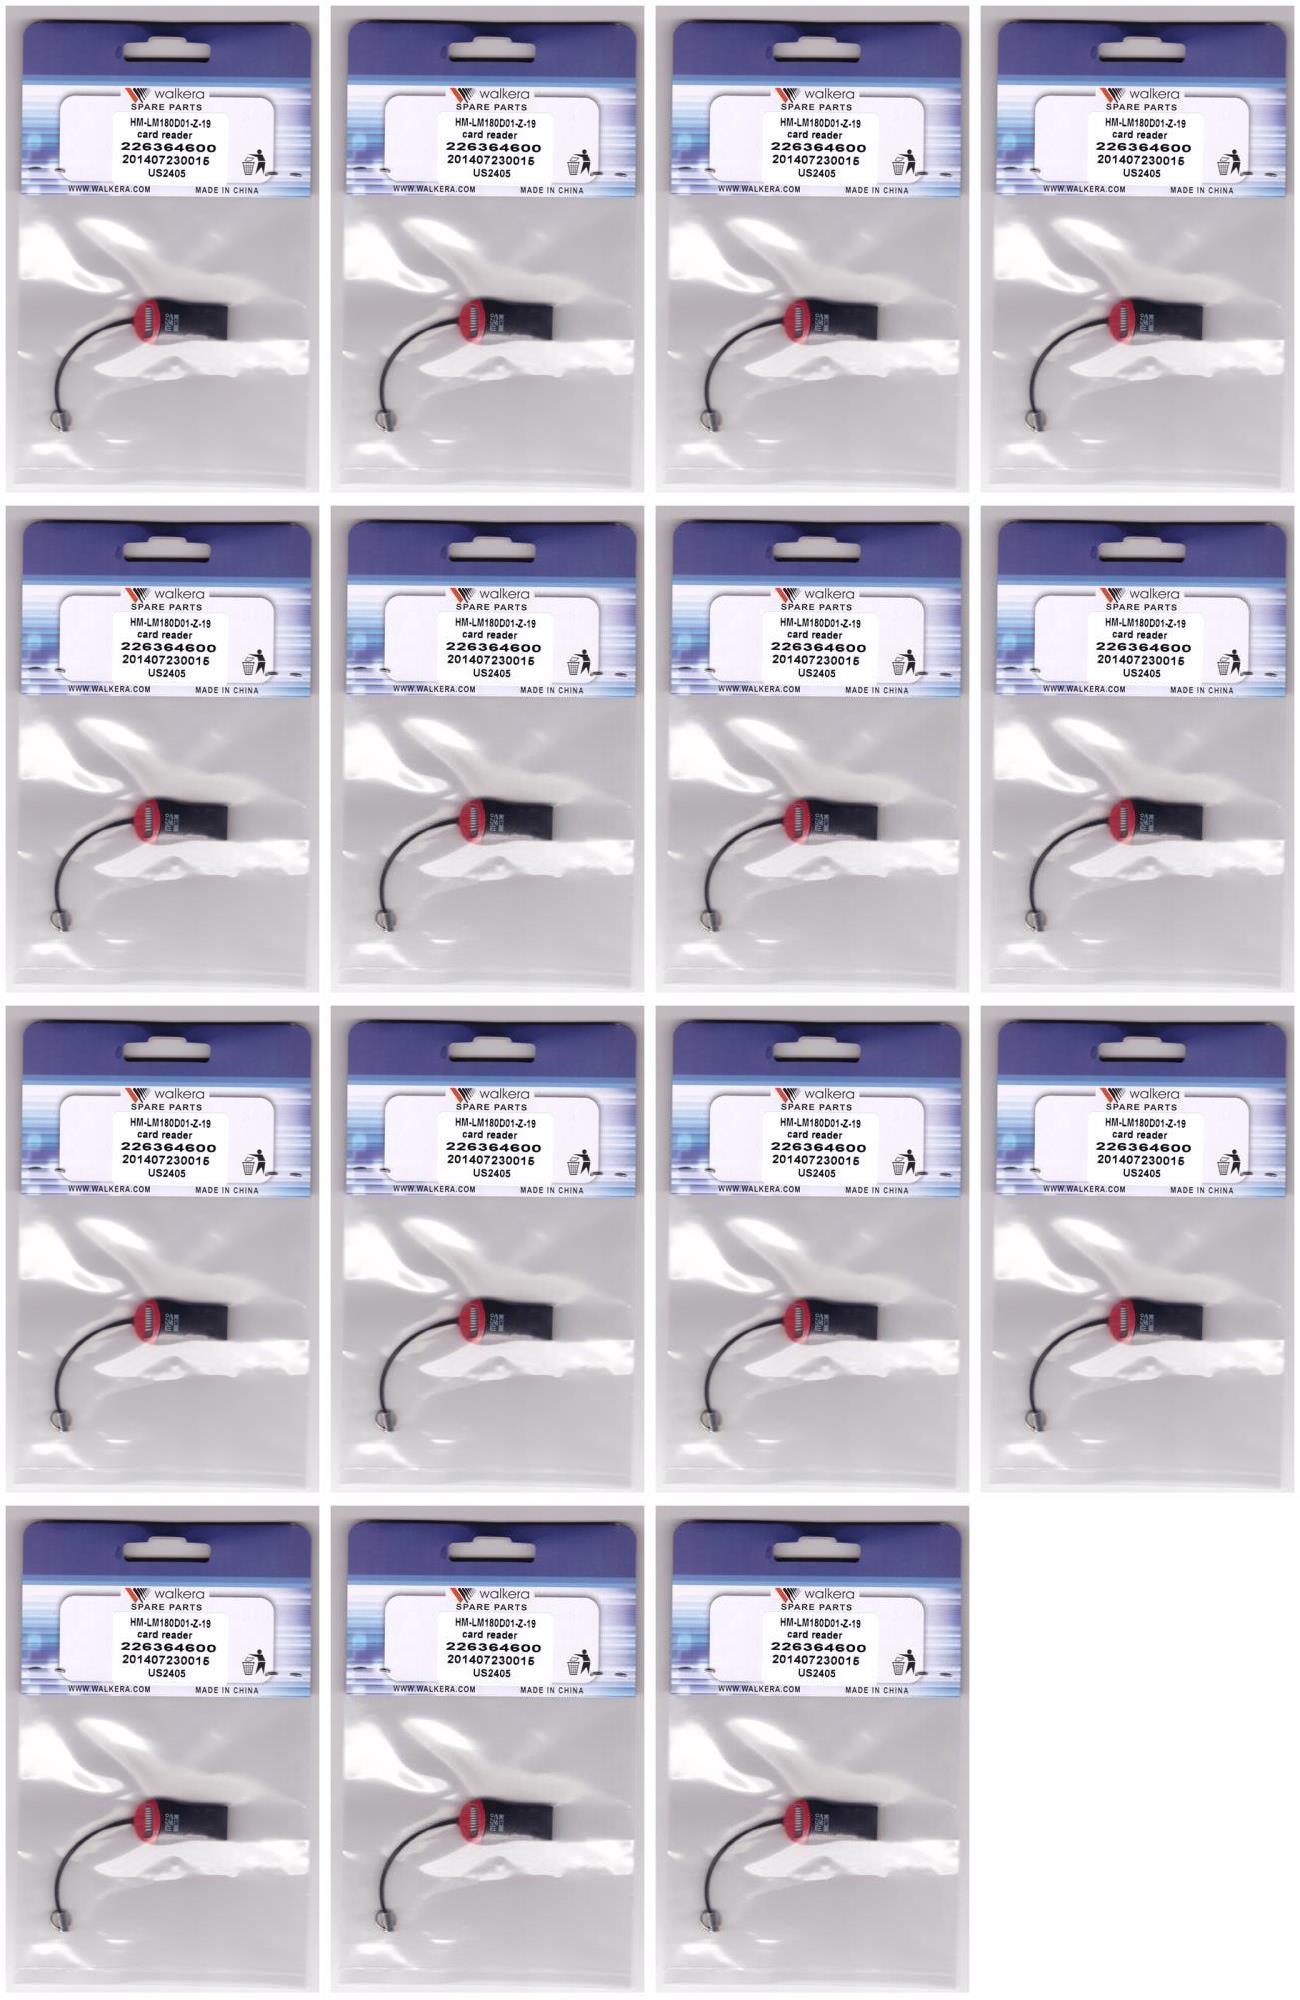 walkera walkera walkera walkera
SPARE PARTS SPARE PARTS SPARE PARTS SPARE PARTS
HM-LM180D01-Z-19 HM-LM180D01-Z-19 HM-LM180D01-Z-19 HM-LM180D01-Z-19
card reader card reader card reader card reader
226364600 226364600 226364600 226364600
201407230015 201407230015 201407230015 201407230015
US2405 US2405 US2405 US2405
WWW.WALKERA.COM MADE IN CHINA WWW.WALKERA.COM MADE IN CHINA WWW.WALKERA.COM MADE IN CHINA WWW.WALKERA.COM MADE IN CHINA
walkera walkera walkera walkera
SPARE PARTS SPARE PARTS SPARE PARTS SPARE PARTS
HM-LM180D01-Z-19 HM-LM180D01-Z-19 HM-LM180D01-Z-19 HM-LM180D01-Z-19
card reader card reader card reader card reader
226364600 226364600 226364600 226364600
201407230015 201407230015 201407230015 201407230015
US2405 US2405 US2405 US2405
WWW.WALKERA.COM MADE IN CHINA WWW.WALKERA.COM MADE IN CHINA WWW.WALKERA.COM MADE IN CHINA WWW.WALKERA.COM MADE IN CHINA
walkera walkera walkera walkera
SPARE PARTS SPARE PARTS SPARE PARTS SPARE PARTS
HM-LM180D01-Z-19 HM-LM180D01-Z-19 HM-LM180D01-Z-19 HM-LM180D01-Z-19
card reader card reader card reader card reader
226364600 226364600 226364600 226364600
201407230015 201407230015 201407230015 201407230015
US2405 US2405 US2405 US2405
WWW.WALKERA.COM MADE IN CHINA WWW.WALKERA.COM MADE IN CHINA WWW.WALKERA.COM MADE IN CHINA WWW.WALKERA.COM MADE IN CHINA
walkera walkera walkera
SPARE PARTS SPARE PARTS SPARE PARTS
HM-LM180D01-Z-19 HM-LM180D01-Z-19 HM-LM180D01-Z-19
card reader card reader card reader
226364600 226364600 226364600
201407230015 201407230015 201407230015
US2405 US2405 US2405
WWW.WALKERA.COM MADE IN CHINA WWW.WALKERA.COM MADE IN CHINA WWW.WALKERA.COM MADE IN CHINA